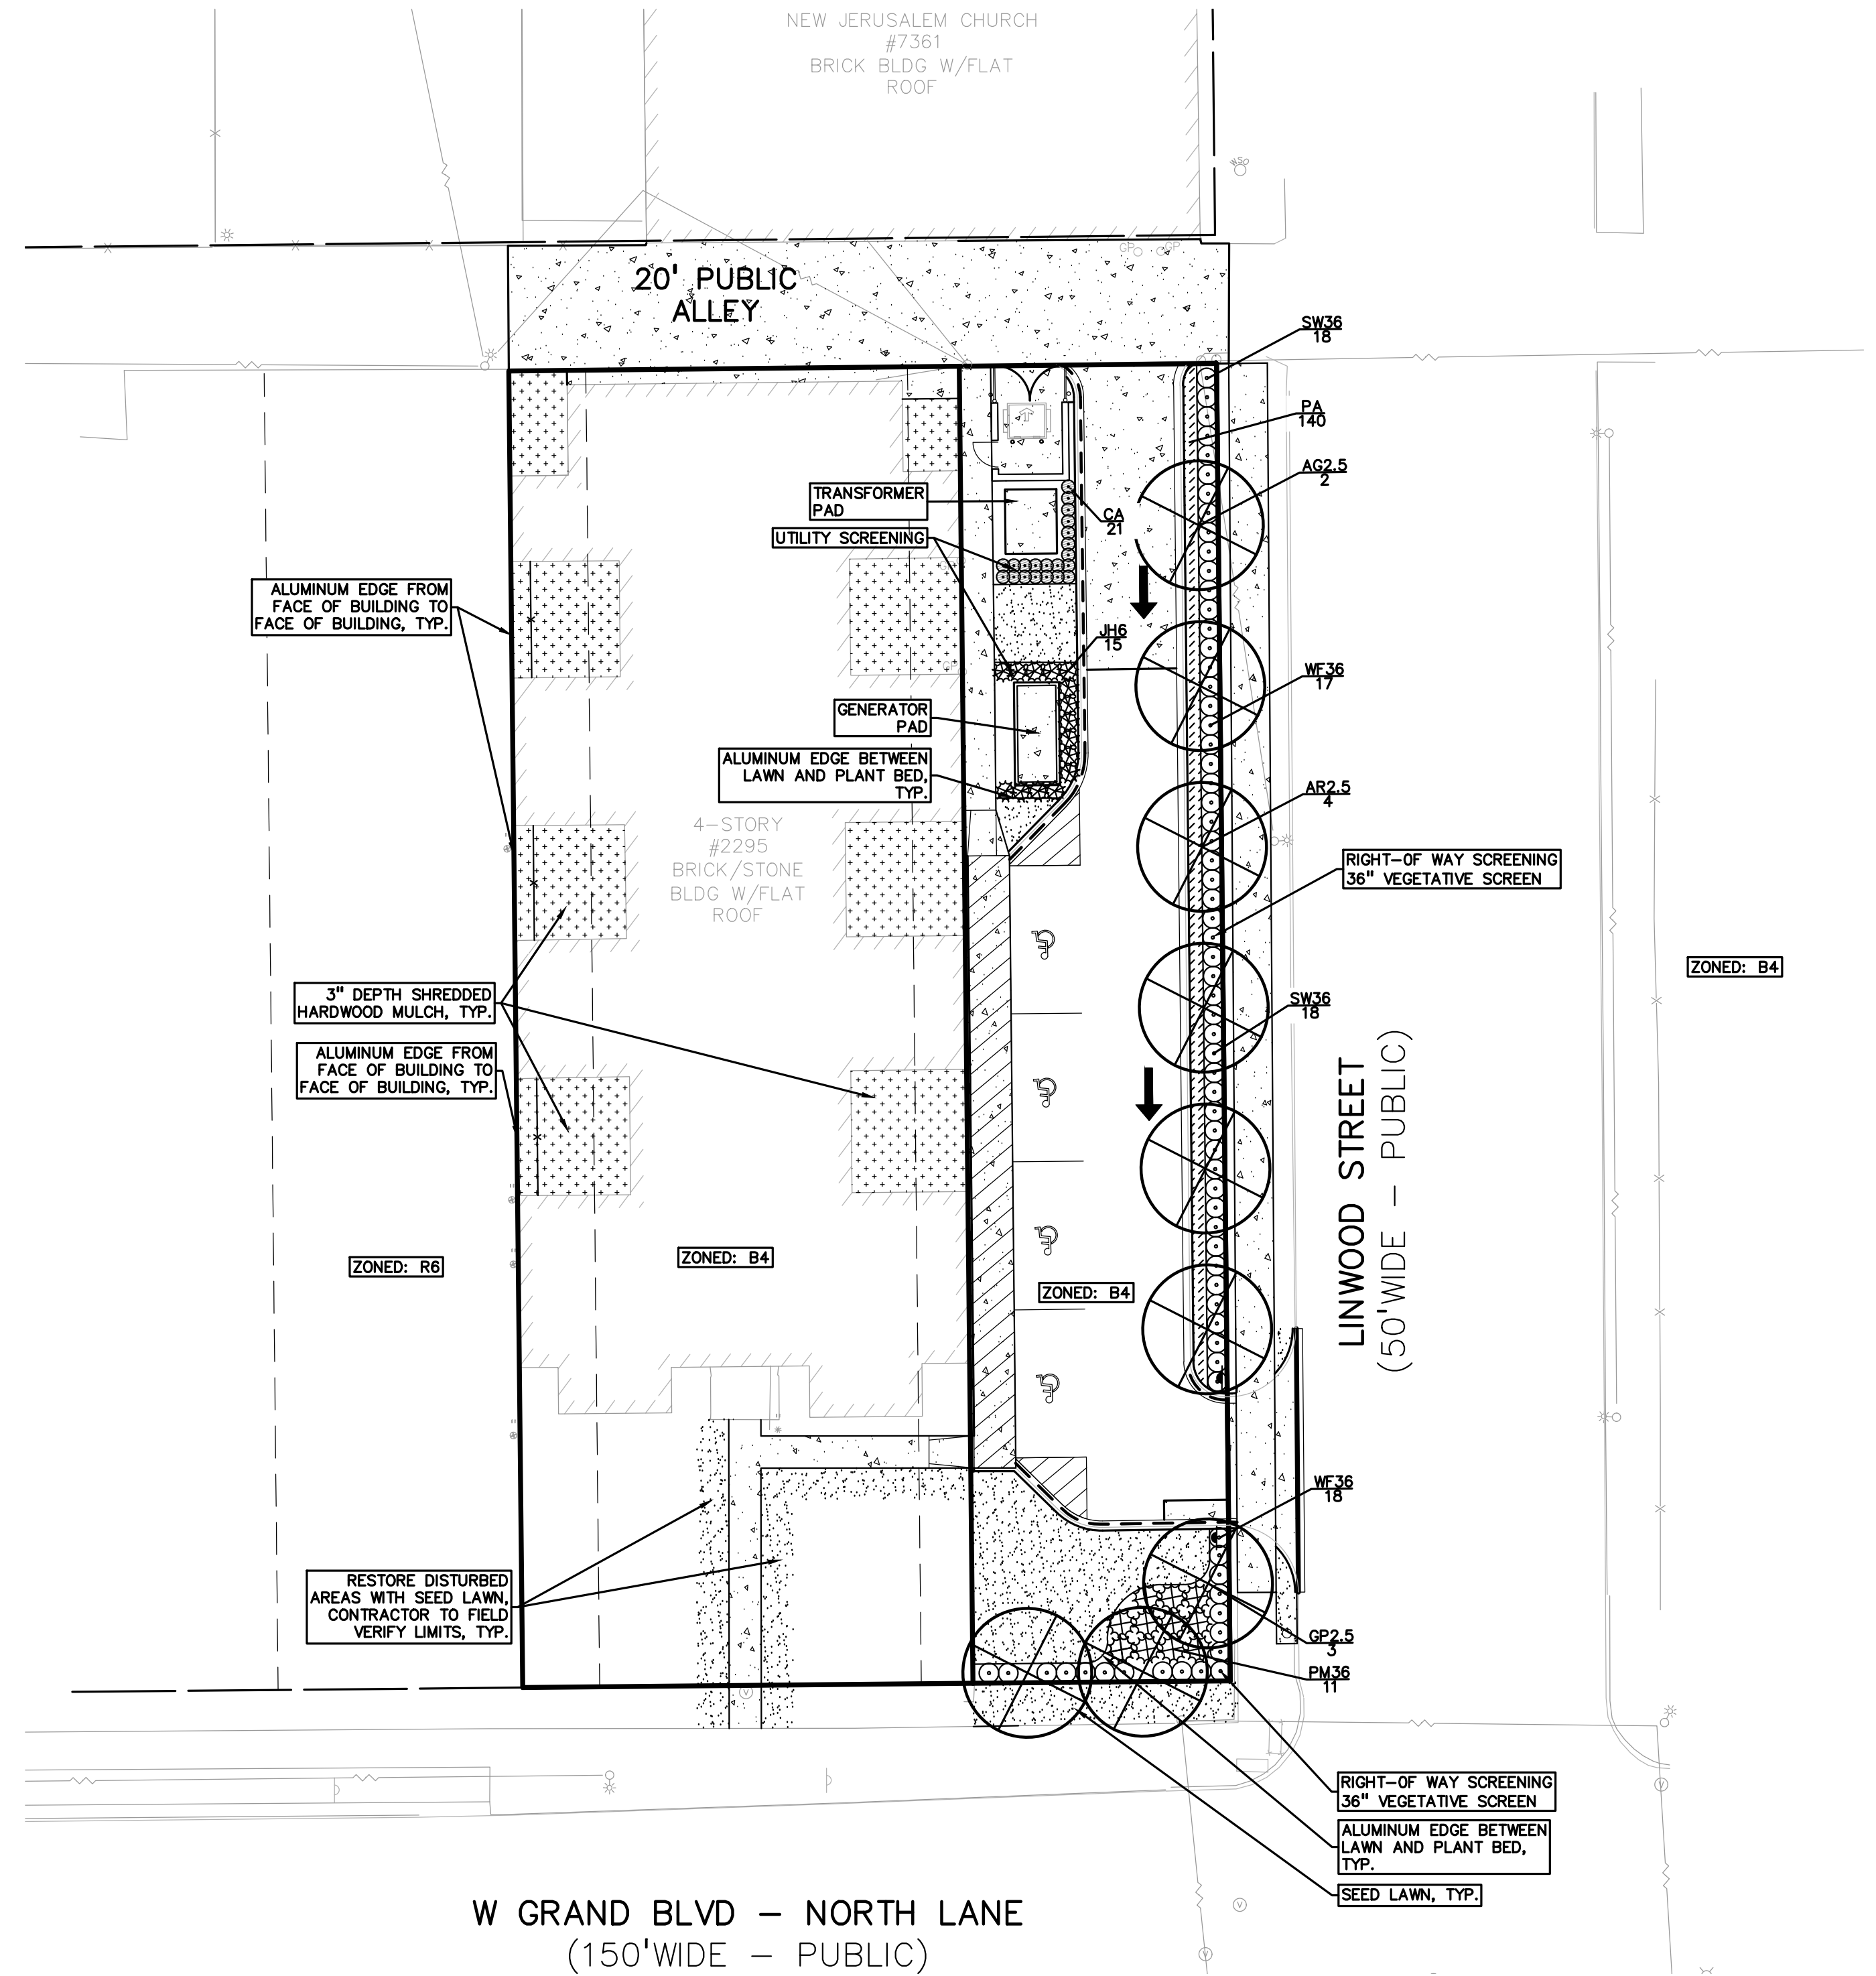 NEW JERUSALEM CHURCH
#7361
BRICK BLDG W/FLAT
ROOF
WSO
GP
GP
20' PUBLIC
ALLEY
SW36
18
PA
140
AG2.5
2
TRANSFORMER
PAD
CA
21
UTILITY SCREENING
ALUMINUM EDGE FROM
FACE OF BUILDING TO
FACE OF BUILDING, TYP.
JH6
15
WF36
17
GENERATOR
PAD
ALUMINUM EDGE BETWEEN
LAWN AND PLANT BED,
TYP.
AR2.5
4
4-STORY
#2295
BRICK/STONE
BLDG W/FLAT
ROOF
RIGHT-OF WAY SCREENING
36" VEGETATIVE SCREEN
ZONED: B4
3" DEPTH SHREDDED
HARDWOOD MULCH, TYP.
SW36
18
ALUMINUM EDGE FROM
FACE OF BUILDING TO
FACE OF BUILDING, TYP.
LINWOOD STREET
(50'WIDE - PUBLIC)
ZONED: R6
ZONED: B4
ZONED: B4
WF36
18
RESTORE DISTURBED
AREAS WITH SEED LAWN,
CONTRACTOR TO FIELD
VERIFY LIMITS, TYP.
GP2.5
3
PM36
11
RIGHT-OF WAY SCREENING
36" VEGETATIVE SCREEN
ALUMINUM EDGE BETWEEN
LAWN AND PLANT BED,
TYP.
SEED LAWN, TYP.
W GRAND BLVD - NORTH LANE
(150'WIDE - PUBLIC)